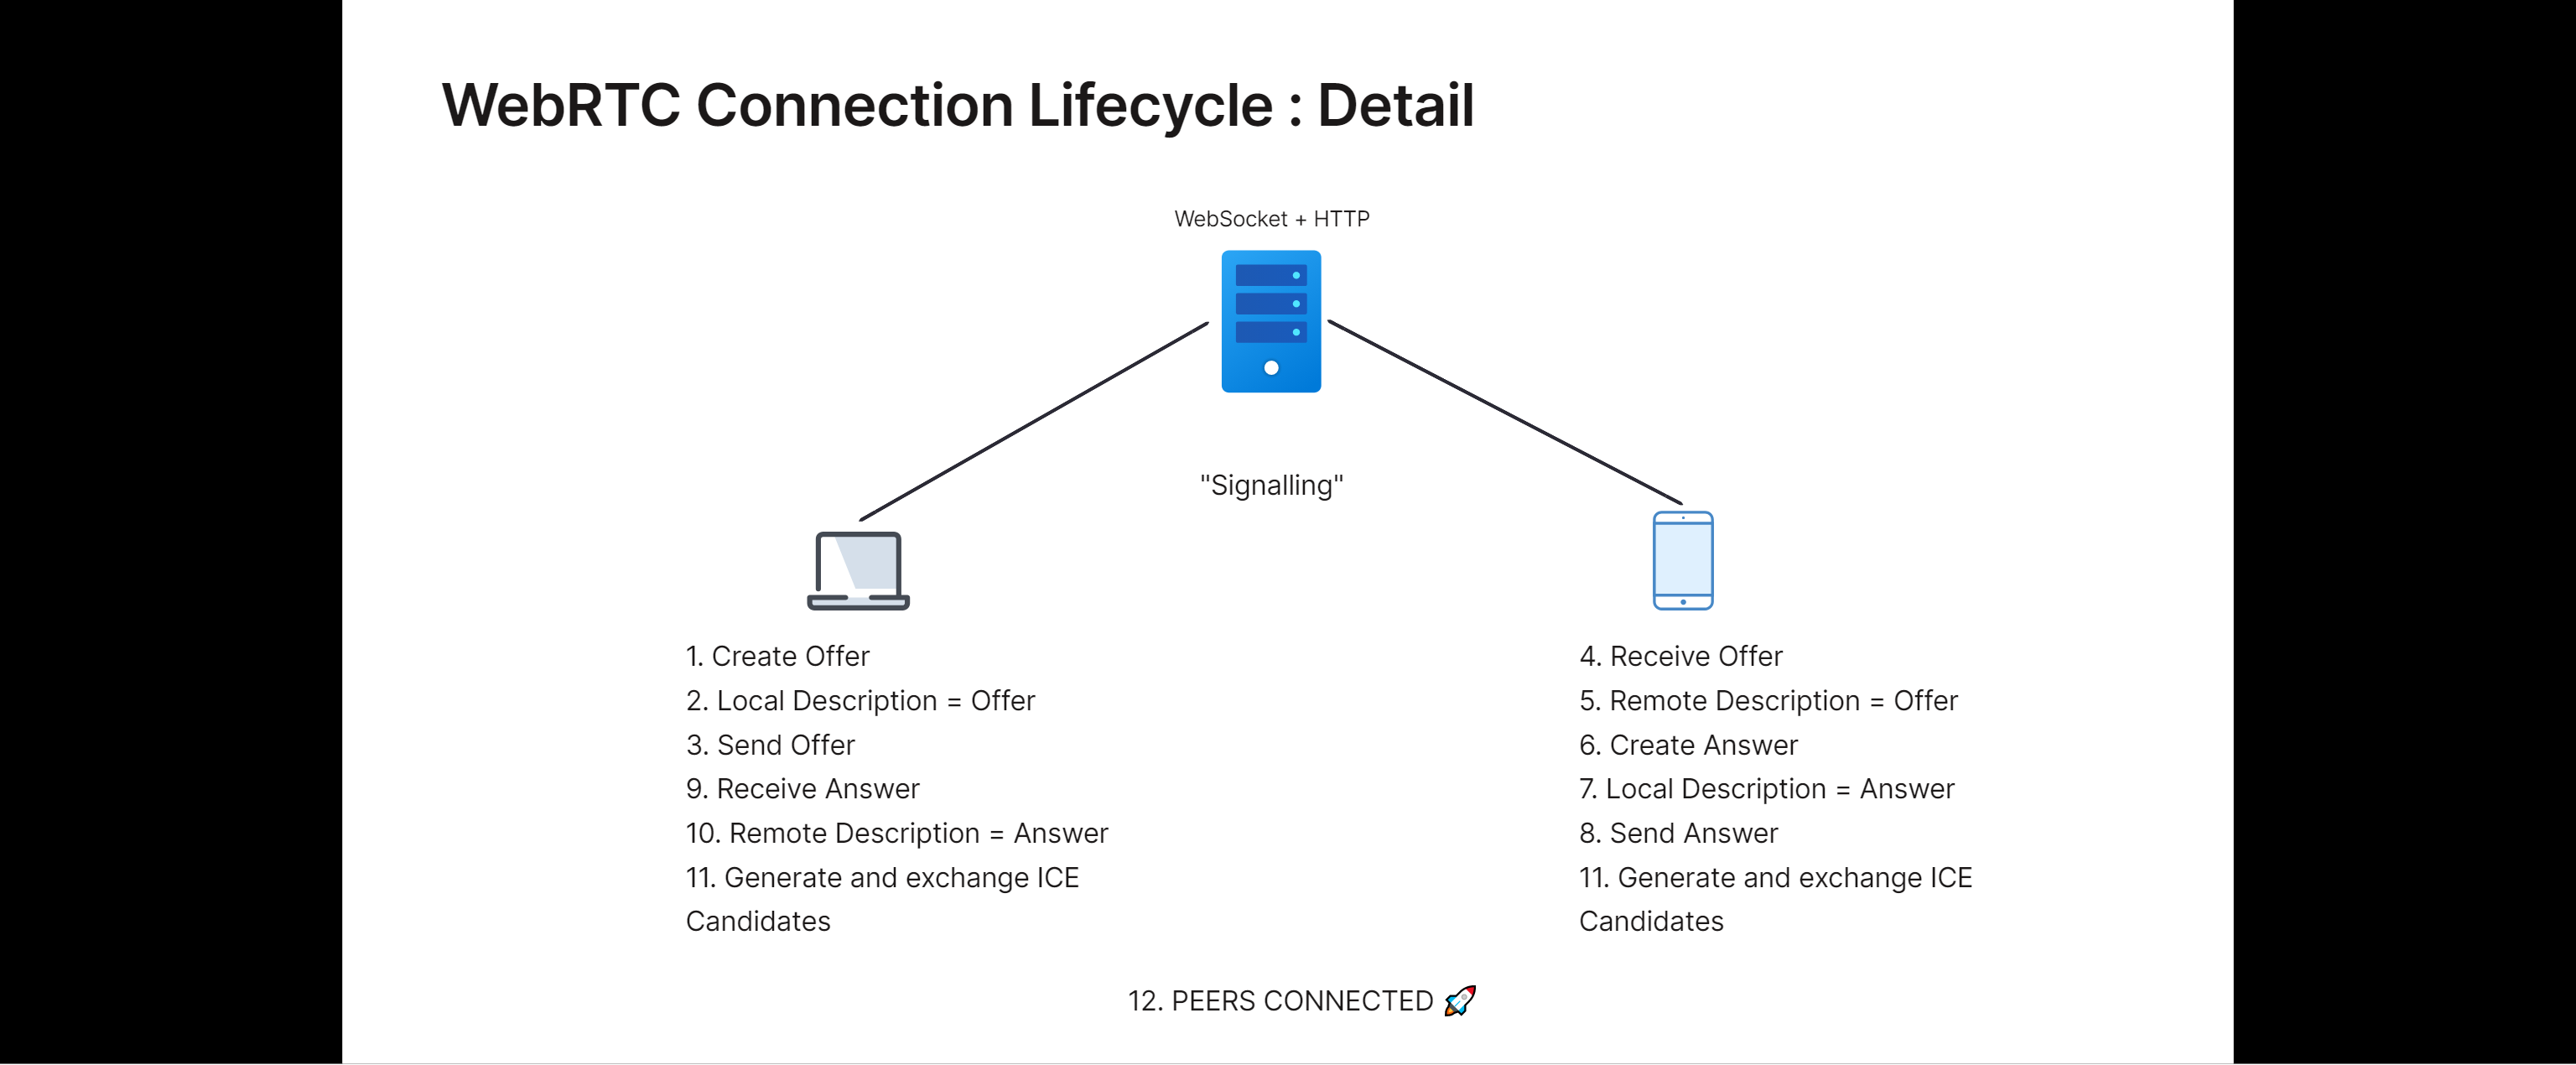 WebRTC Connection Lifecycle : Detail
WebSocket + HTTP
"Signalling"
1. Create Offer
2. Local Description = Offer
3. Send Offer
9. Receive Answer
10. Remote Description = Answer
11. Generate and exchange ICE
Candidates
4. Receive Offer
5. Remote Description = Offer
6. Create Answer
7. Local Description = Answer
8. Send Answer
11. Generate and exchange ICE
Candidates
12. PEERS CONNECTED 🚀